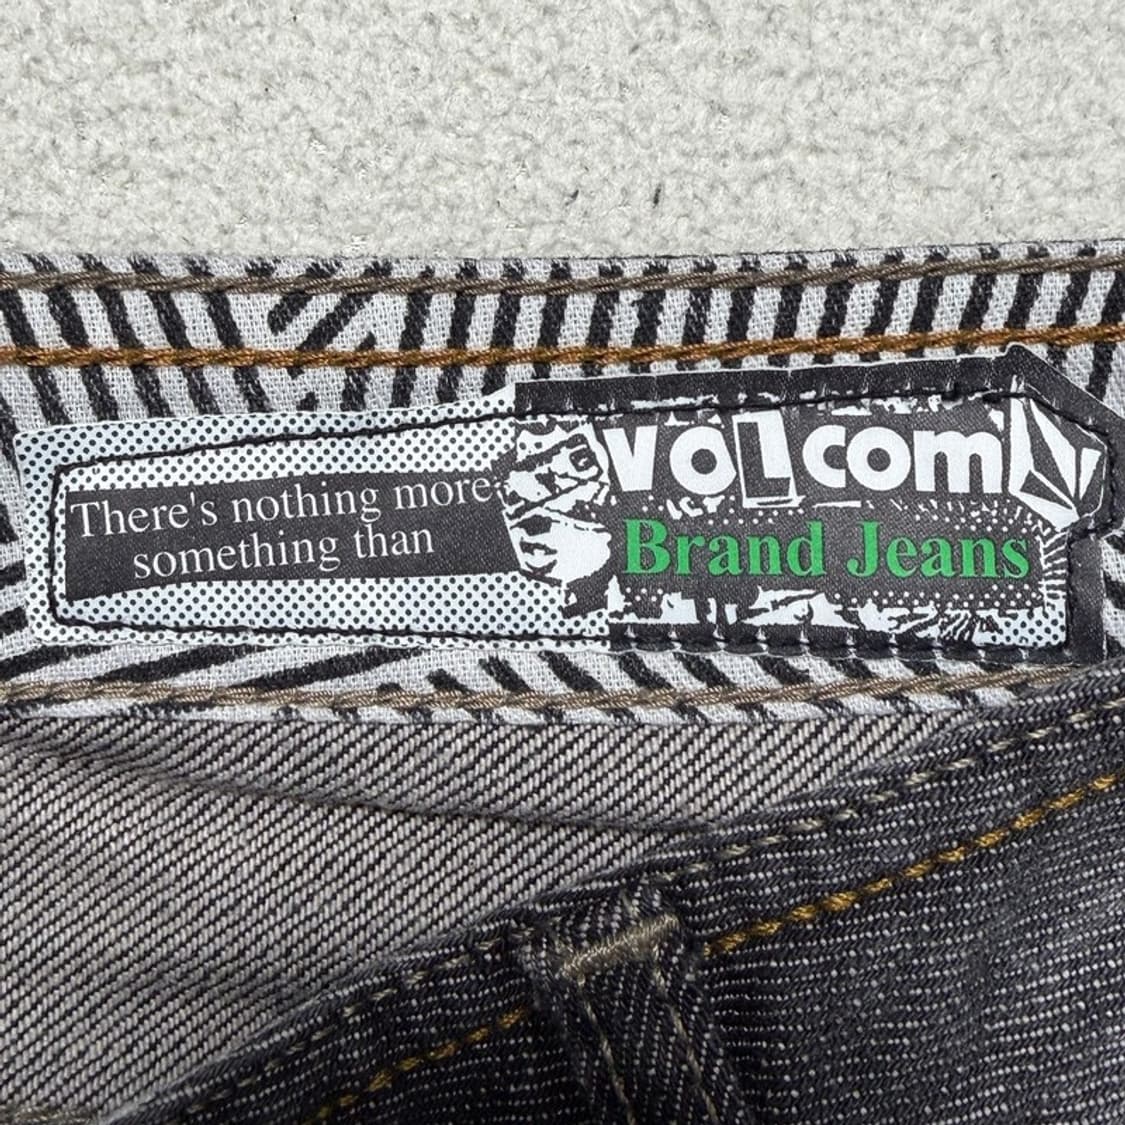 There's nothing more
something than
voLcom
Brand Jeans